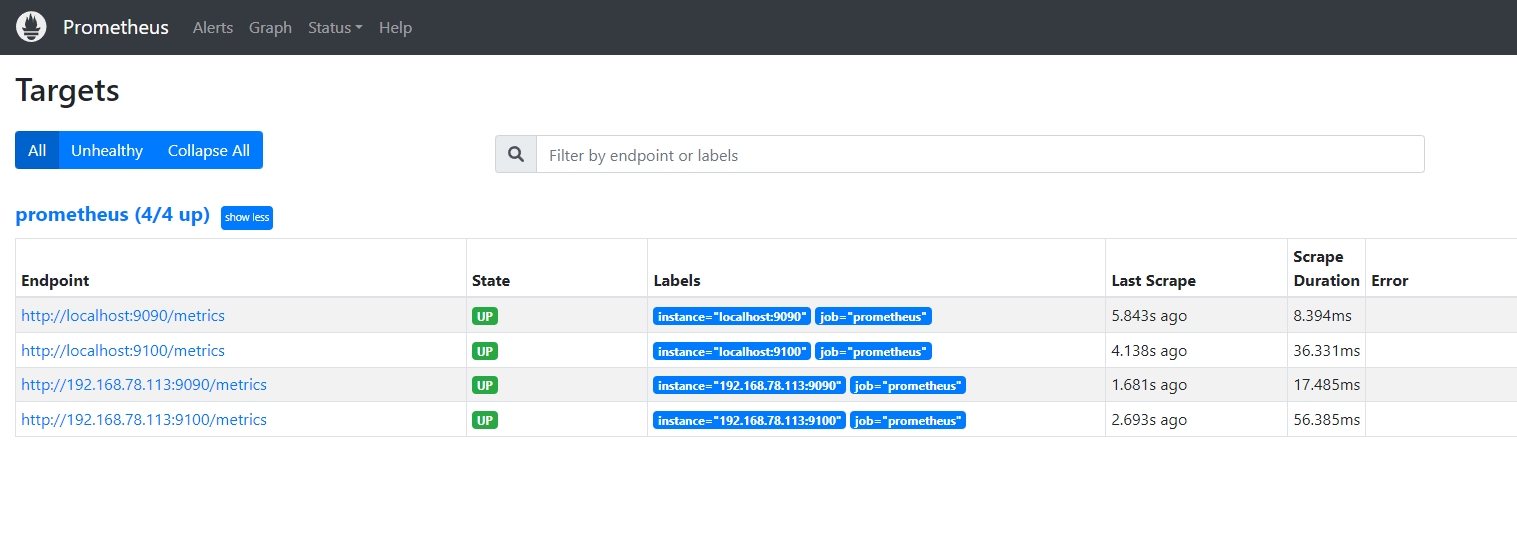 Prometheus Alerts Graph Status Help
Targets
All Unhealthy Collapse All Filter by endpoint or labels
prometheus (4/4 up) show less
Endpoint State Labels Last Scrape Scrape Duration Error
http://localhost:9090/metrics UP instance="localhost:9090" job="prometheus" 5.843s ago 8.394ms
http://localhost:9100/metrics UP instance="localhost:9100" job="prometheus" 4.138s ago 36.331ms
http://192.168.78.113:9090/metrics UP instance="192.168.78.113:9090" job="prometheus" 1.681s ago 17.485ms
http://192.168.78.113:9100/metrics UP instance="192.168.78.113:9100" job="prometheus" 2.693s ago 56.385ms